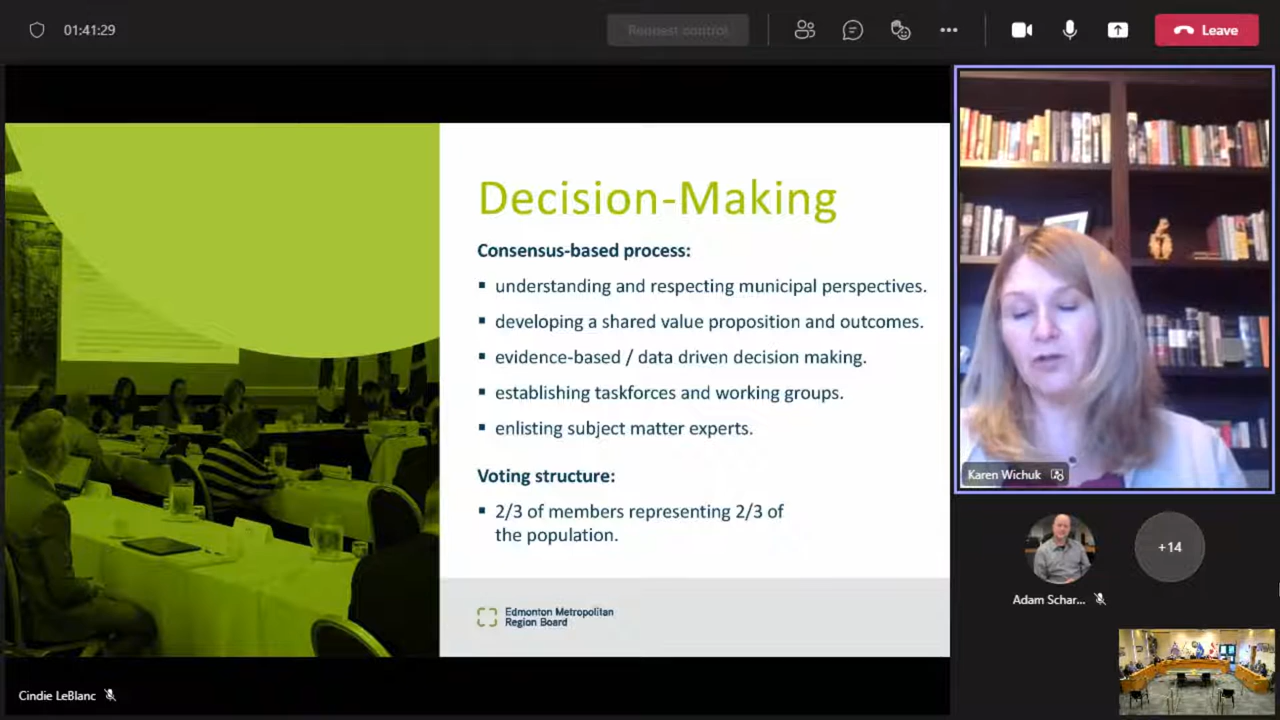 01:41:29
Request control
Leave
Decision-Making
Consensus-based process:
▪ understanding and respecting municipal perspectives.
▪ developing a shared value proposition and outcomes.
▪ evidence-based / data driven decision making.
▪ establishing taskforces and working groups.
▪ enlisting subject matter experts.
Voting structure:
▪ 2/3 of members representing 2/3 of
the population.
Edmonton Metropolitan
Region Board
Karen Wichuk
+14
Adam Schar...
Cindie LeBlanc